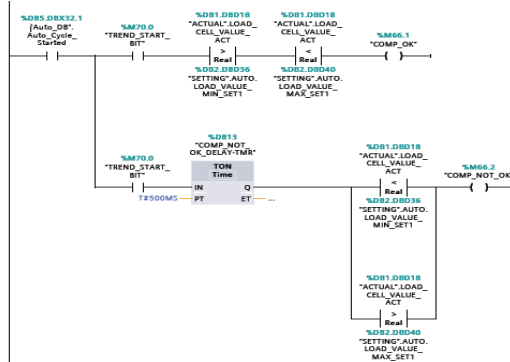 %DB5.DBX32.1
"Auto_DB".
Auto_Cycle_
Started
%M70.0
"TREND_START_
BIT"
%DB1.DBD18
"ACTUAL".LOAD_
CELL_VALUE_
ACT
>
Real
%DB2.DBD36
"SETTING".AUTO.
LOAD_VALUE_
MIN_SET1
%DB1.DBD18
"ACTUAL".LOAD_
CELL_VALUE_
ACT
<
Real
%DB2.DBD40
"SETTING".AUTO.
LOAD_VALUE_
MAX_SET1
%M66.1
"COMP_OK"
%M70.0
"TREND_START_
BIT"
%DB13
"COMP_NOT_
OK_DELAY-TMR"
TON
Time
IN
Q
T#500MS
PT
ET
...
%DB1.DBD18
"ACTUAL".LOAD_
CELL_VALUE_
ACT
<
Real
%DB2.DBD36
"SETTING".AUTO.
LOAD_VALUE_
MIN_SET1
%M66.2
"COMP_NOT_OK"
%DB1.DBD18
"ACTUAL".LOAD_
CELL_VALUE_
ACT
>
Real
%DB2.DBD40
"SETTING".AUTO.
LOAD_VALUE_
MAX_SET1